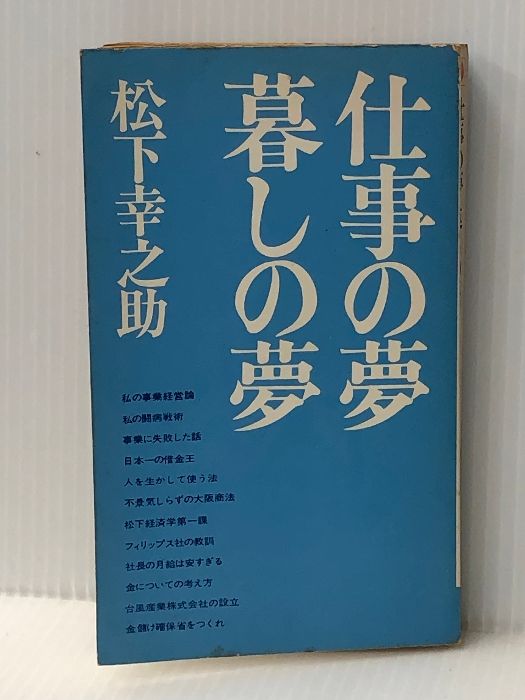 仕事の夢
暮しの夢
松下幸之助
私の事業経営論
私の闘病戦術
事業に失敗した話
日本一の借金王
人を生かして使う法
不景気しらずの大阪商法
松下経済学第一課
フィリップス社の教訓
社長の月給は安すぎる
金についての考え方
台風産業株式会社の設立
金儲け確保省をつくれ